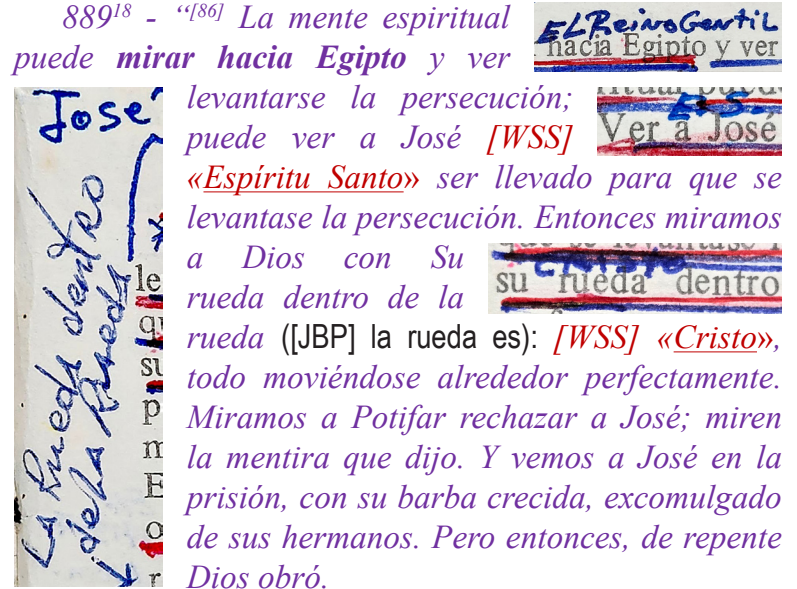 889¹⁸ - “[86] La mente espiritual
puede mirar hacia Egipto y ver
El Reino Gentil
hacia Egipto y ver
levantarse la persecución;
puede ver a José [WSS]
E.S.
Ver a José
«Espíritu Santo» ser llevado para que se
levantase la persecución. Entonces miramos
a Dios con Su
rueda dentro de la
Cristo
su rueda dentro
rueda ([JBP] la rueda es): [WSS] «Cristo»,
todo moviéndose alrededor perfectamente.
Miramos a Potifar rechazar a José; miren
la mentira que dijo. Y vemos a José en la
prisión, con su barba crecida, excomulgado
de sus hermanos. Pero entonces, de repente
Dios obró.
José
La Rueda dentro
de la Rueda
le
q
su
p
m
E
o
r